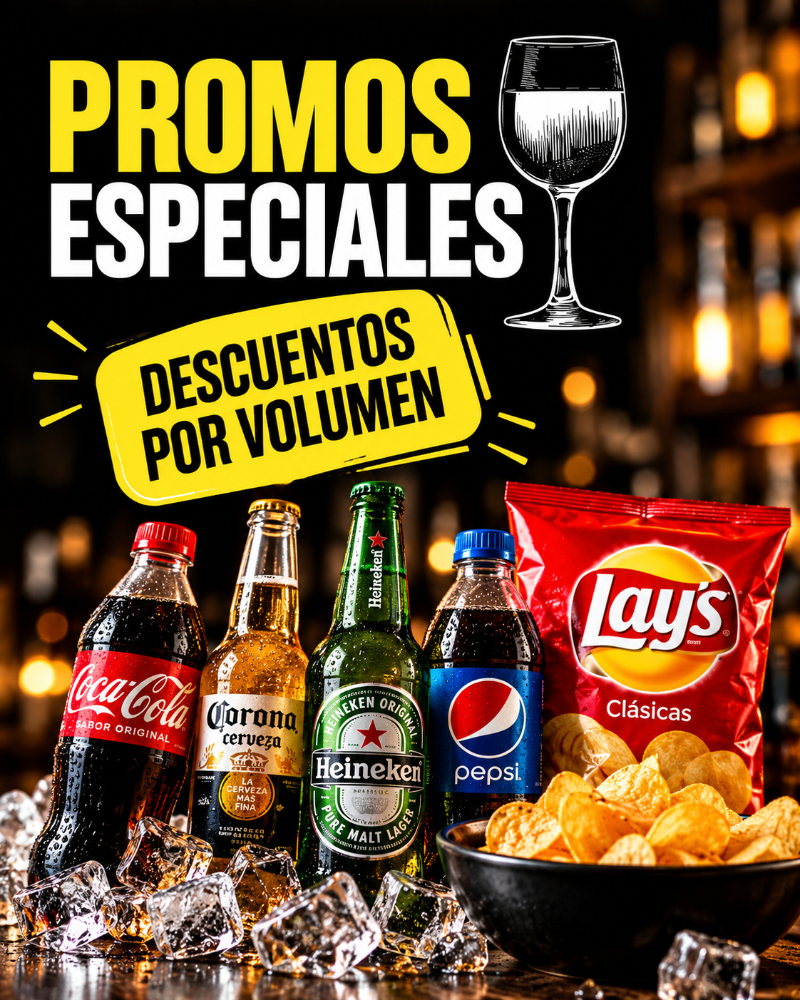 PROMOS
ESPECIALES
DESCUENTOS
POR VOLUMEN
Coca-Cola
SABOR ORIGINAL
Corona
cerveza
LA
CERVEZA
MAS
FINA
Heineken
HEINEKEN ORIGINAL
Heineken
PURE MALT LAGER
pepsi
Lay's
Clásicas